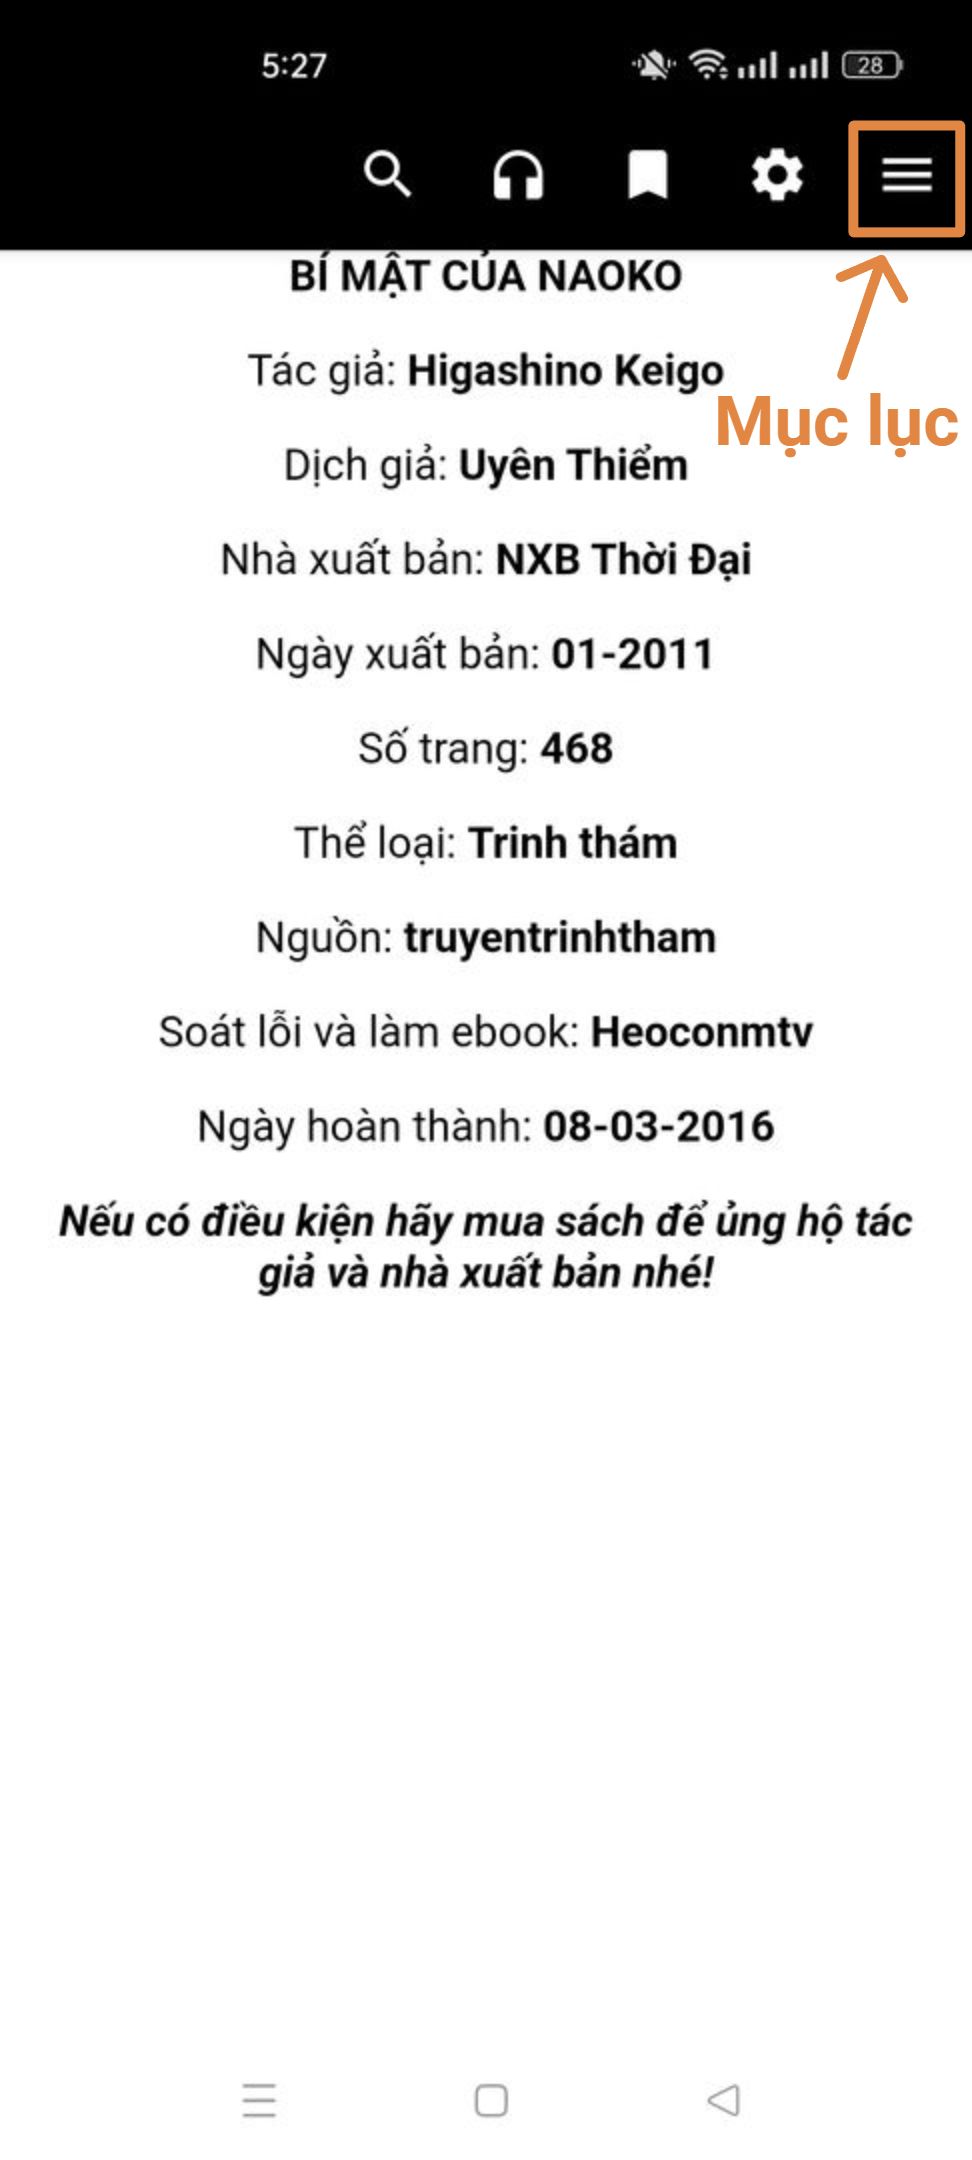 5:27
28
BÍ MẬT CỦA NAOKO
Tác giả: Higashino Keigo
Mục lục
Dịch giả: Uyên Thiểm
Nhà xuất bản: NXB Thời Đại
Ngày xuất bản: 01-2011
Số trang: 468
Thể loại: Trinh thám
Nguồn: truyentrinhtham
Soát lỗi và làm ebook: Heoconmtv
Ngày hoàn thành: 08-03-2016
Nếu có điều kiện hãy mua sách để ủng hộ tác
giả và nhà xuất bản nhé!